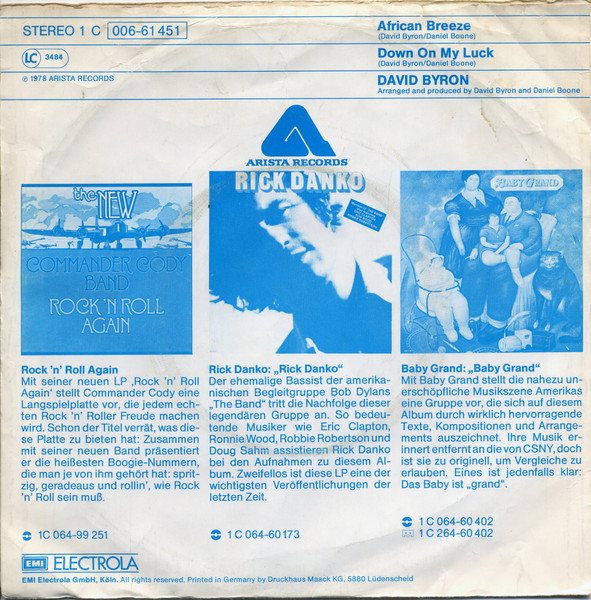 STEREO 1 C 006-61 451
LC 3484
℗ 1978 ARISTA RECORDS
African Breeze
(David Byron/Daniel Boone)
Down On My Luck
(David Byron/Daniel Boone)
DAVID BYRON
Arranged and produced by David Byron and Daniel Boone
ARISTA RECORDS
the NEW
COMMANDER CODY
BAND
ROCK 'N ROLL
AGAIN
Rock 'n' Roll Again
Mit seiner neuen LP ‚Rock 'n' Roll
Again' stellt Commander Cody eine
Langspielplatte vor, die jedem ech-
ten Rock 'n' Roller Freude machen
wird. Schon der Titel verrät, was die-
se Platte zu bieten hat: Zusammen
mit seiner neuen Band präsentiert
er die heißesten Boogie-Nummern,
die man je von ihm gehört hat: sprit-
zig, geradeaus und rollin', wie Rock
'n' Roll sein muß.
1C 064-99 251
RICK DANKO
Rick Danko: „Rick Danko"
Der ehemalige Bassist der amerika-
nischen Begleitgruppe Bob Dylans
„The Band" tritt die Nachfolge dieser
legendären Gruppe an. So bedeu-
tende Musiker wie Eric Clapton,
Ronnie Wood, Robbie Robertson und
Doug Sahm assistieren Rick Danko
bei den Aufnahmen zu diesem Al-
bum. Zweifellos ist diese LP eine der
wichtigsten Veröffentlichungen der
letzten Zeit.
1 C 064-60 173
BABY GRAND
Baby Grand: „Baby Grand"
Mit Baby Grand stellt die nahezu un-
erschöpfliche Musikszene Amerikas
eine Gruppe vor, die sich auf diesem
Album durch wirklich hervorragende
Texte, Kompositionen und Arrange-
ments auszeichnet. Ihre Musik erin-
nert entfernt an die von CSNY, doch
ist sie zu originell, um Vergleiche zu
erlauben. Eines ist jedenfalls klar:
Das Baby ist „grand".
1 C 064-60 402
1 C 264-60 402
EMI ELECTROLA
EMI Electrola GmbH, Köln. All rights reserved. Printed in Germany by Druckhaus Maack KG, 5880 Lüdenscheid